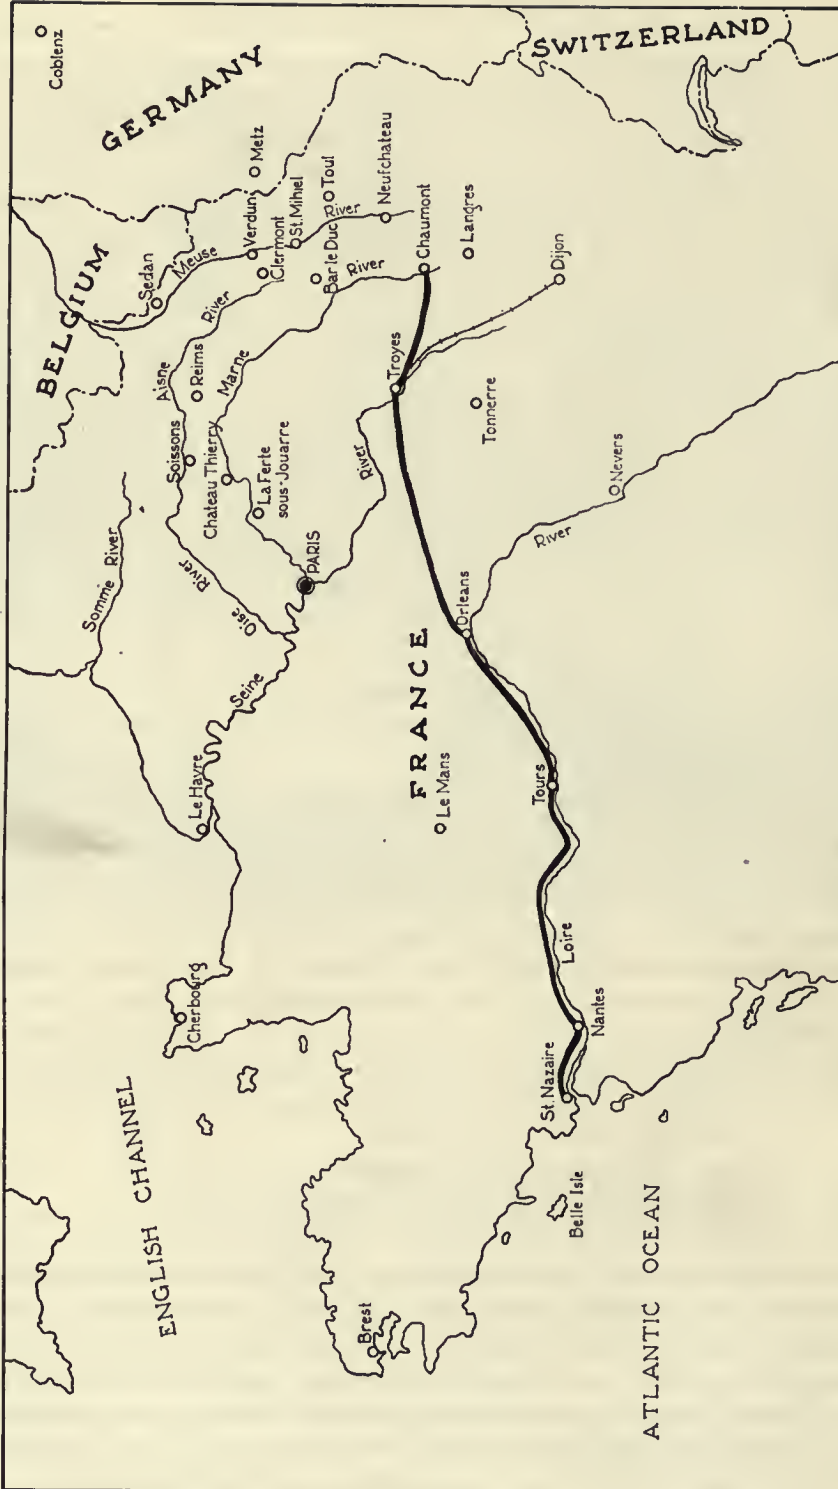 ENGLISH CHANNEL
ATLANTIC OCEAN
BELGIUM
GERMANY
SWITZERLAND
FRANCE
Brest
Belle Isle
St. Nazaire
Nantes
Loire
Cherbourg
Le Havre
Le Mans
Tours
Orleans
River
Nevers
Seine
Somme River
Oise River
PARIS
La Ferte
sous-Jouarre
Chateau Thierry
Soissons
Aisne River
Reims
Marne River
River
Troyes
Tonnerre
Dijon
Sedan
Meuse River
Verdun
Clermont
St. Mihiel
Bar le Duc
Toul
Metz
Neufchateau
Chaumont
Langres
Coblenz